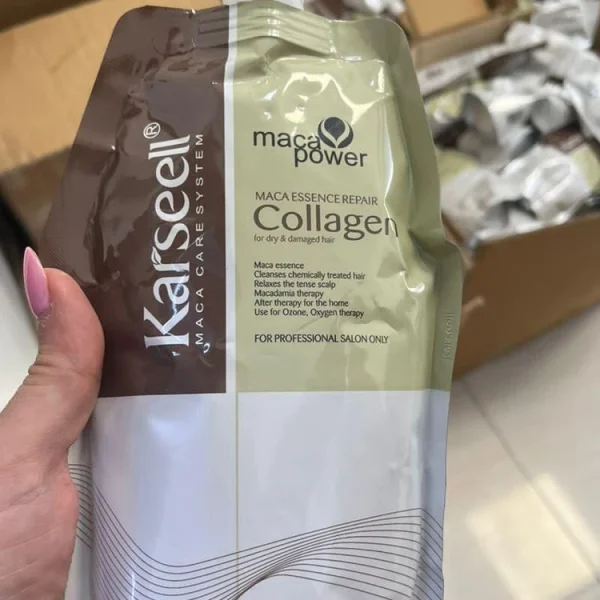 Karseell®
MACA CARE SYSTEM
maca
power
MACA ESSENCE REPAIR
Collagen
for dry & damaged hair
Maca essence
Cleanses chemically treated hair
Relaxes the tense scalp
Macadamia therapy
After therapy for the home
Use for Ozone, Oxygen therapy
FOR PROFESSIONAL SALON ONLY